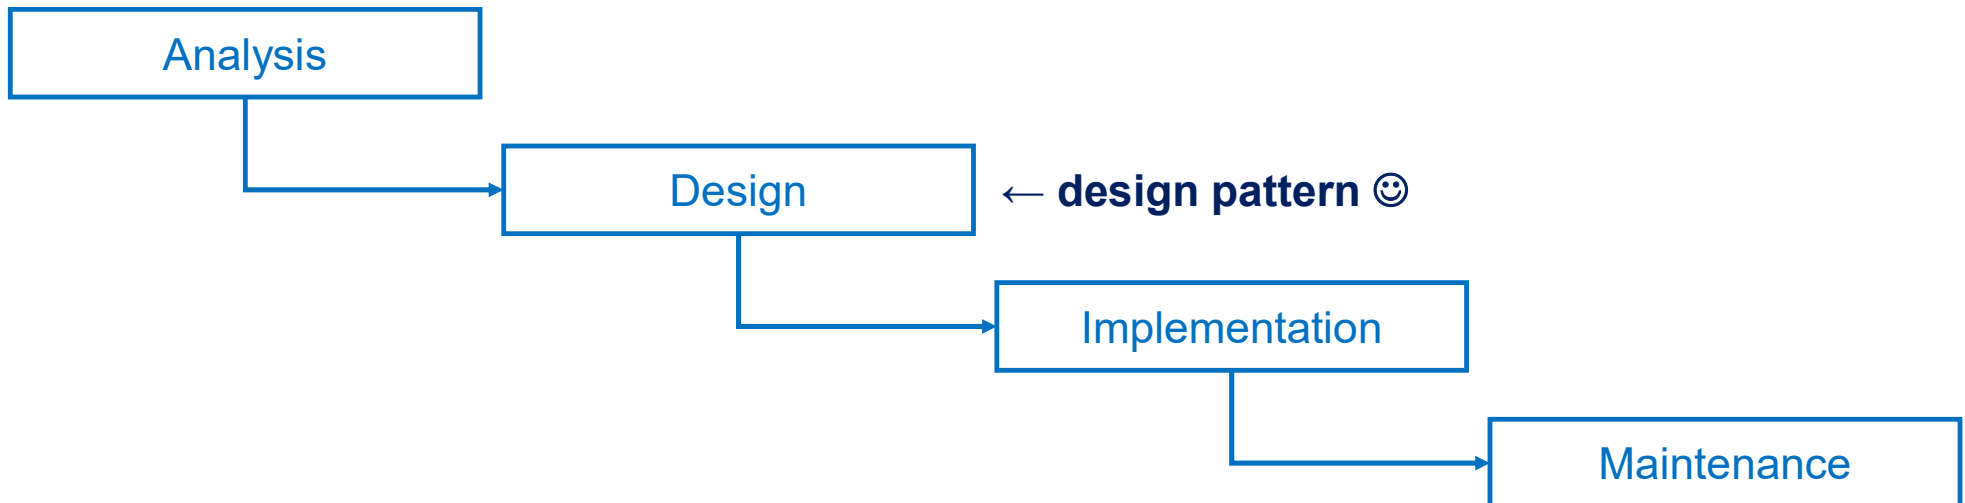 Analysis
Design
← design pattern ☺
Implementation
Maintenance